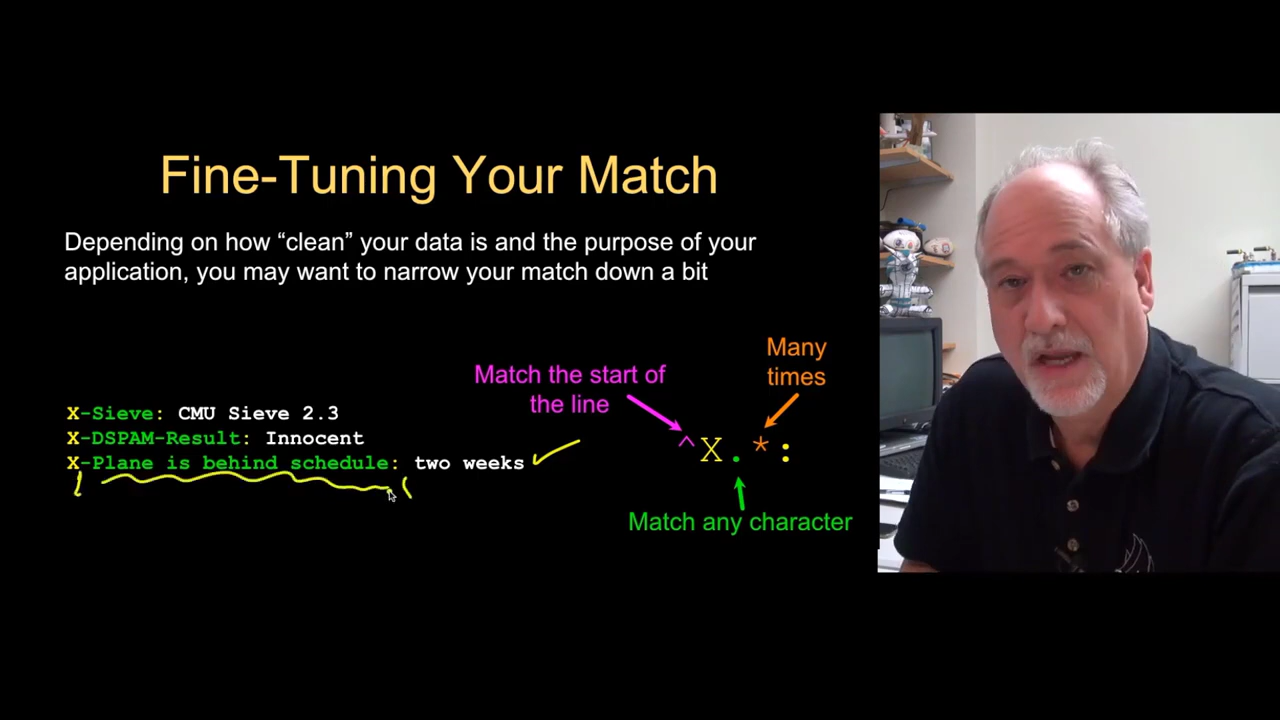 Fine-Tuning Your Match
Depending on how “clean” your data is and the purpose of your
application, you may want to narrow your match down a bit
Many
times
Match the start of
the line
X-Sieve: CMU Sieve 2.3
X-DSPAM-Result: Innocent
X-Plane is behind schedule: two weeks
^X.*:
Match any character